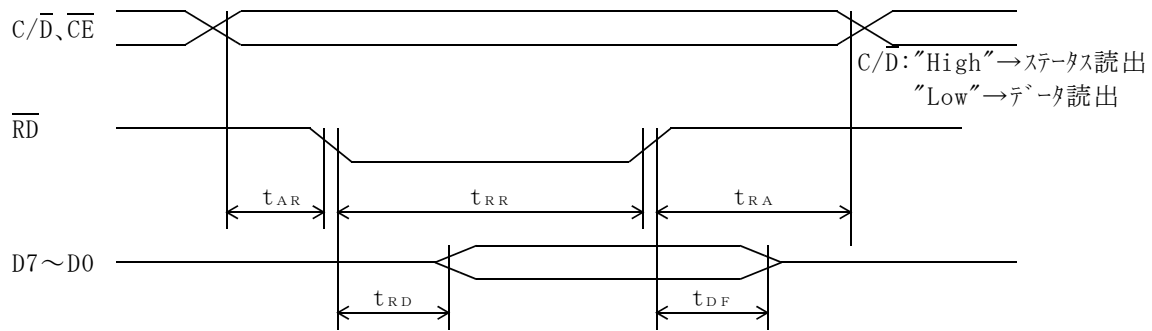 C/D̅、C̅E̅
C/D̅:"High"→ステータス読出
"Low"→データ読出
R̅D̅
tAR
tRR
tRA
D7～D0
tRD
tDF